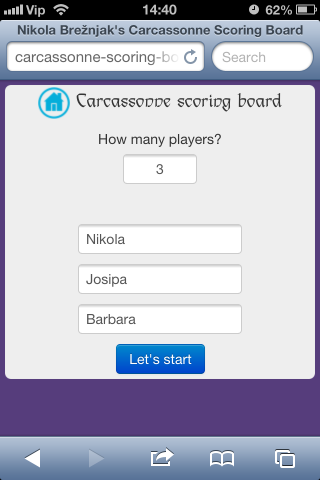 Vip 14:40 62%
Nikola Brežnjak's Carcassonne Scoring Board
carcassonne-scoring-bo Search
Carcassonne scoring board
How many players?
3
Nikola
Josipa
Barbara
Let's start